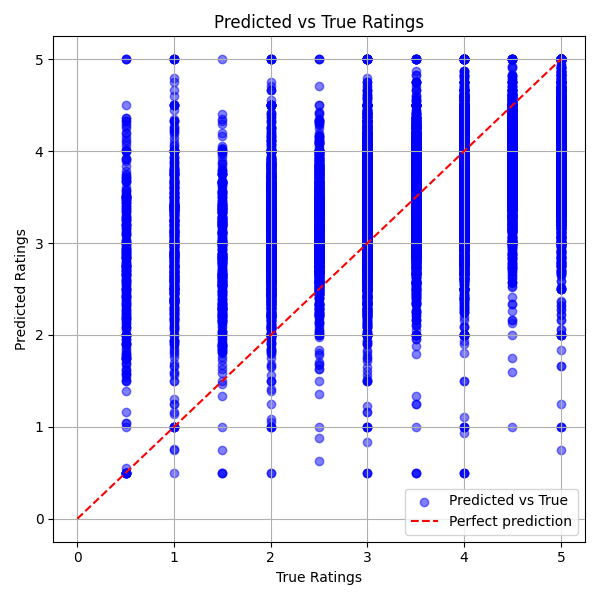 Predicted vs True Ratings
Predicted Ratings
5
4
3
2
1
0
0 1 2 3 4 5
True Ratings
Predicted vs True
Perfect prediction